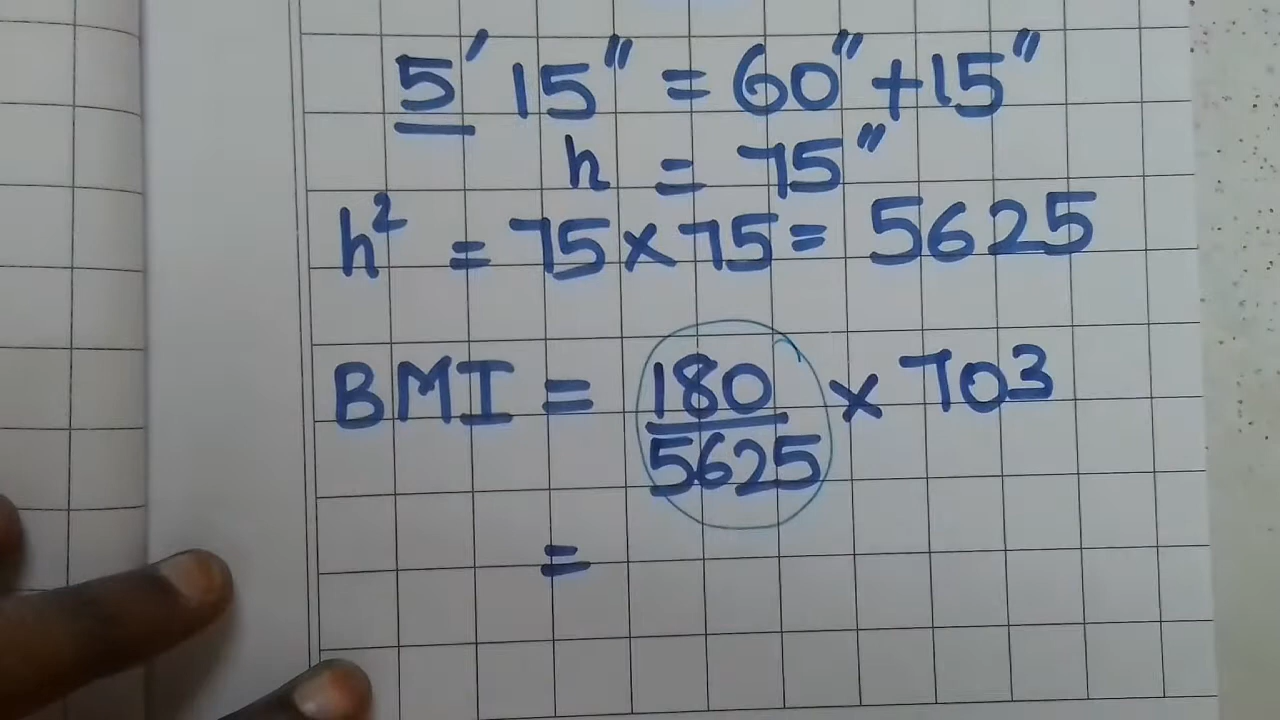 5' 15" = 60" + 15"
h = 75"
h² = 75 × 75 = 5625
BMI = 180/5625 × 703
=